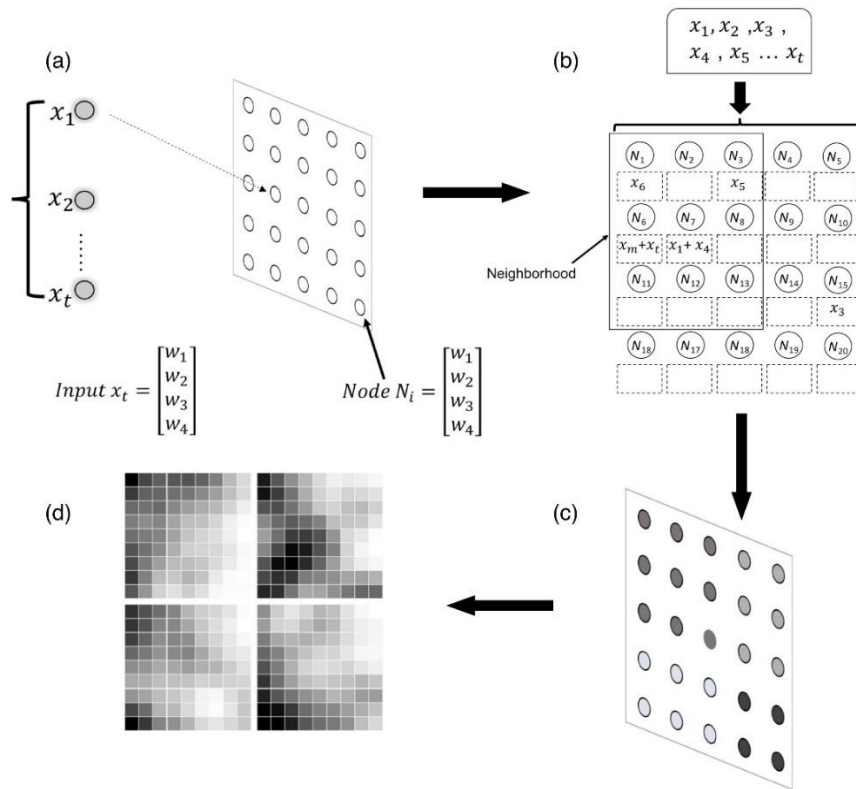 (a)
x₁
x₂
xₜ
Input xₜ = [w₁ w₂ w₃ w₄]
Node Nᵢ = [w₁ w₂ w₃ w₄]
(b)
x₁, x₂ ,x₃ ,
x₄ , x₅ … xₜ
N₁ N₂ N₃ N₄ N₅
x₆ x₅
N₆ N₇ N₈ N₉ N₁₀
xₘ+xₜ x₁+ x₄
Neighborhood
N₁₁ N₁₂ N₁₃ N₁₄ N₁₅
x₃
N₁₈ N₁₇ N₁₈ N₁₉ N₂₀
(d)
(c)